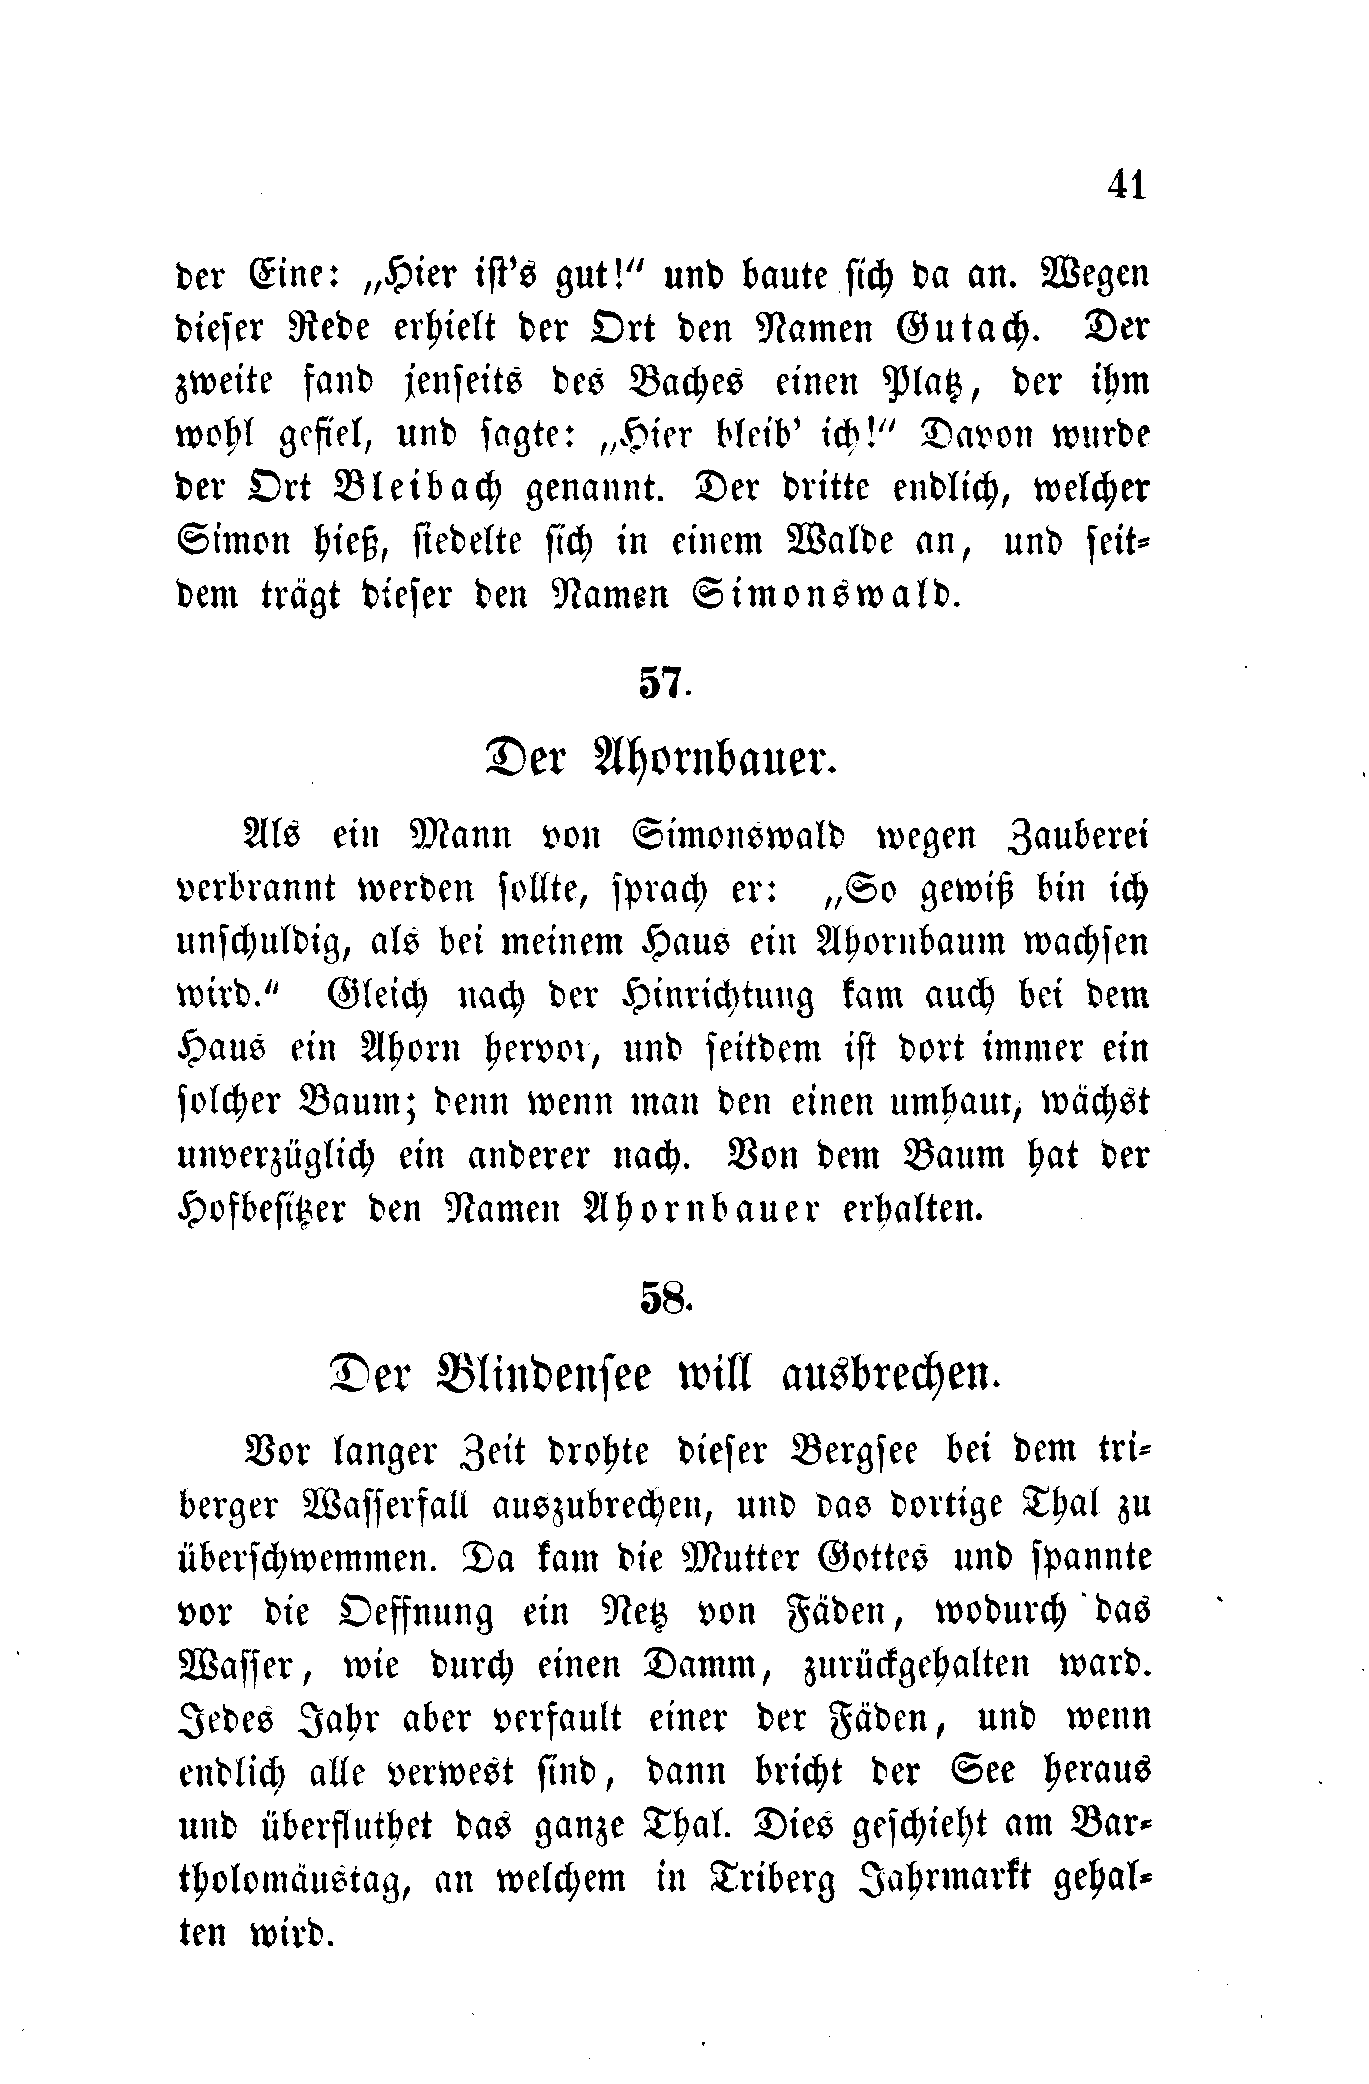 41
der Eine: „Hier ist's gut!“ und baute sich da an. Wegen
dieser Rede erhielt der Ort den Namen Gutach. Der
zweite fand jenseits des Baches einen Platz, der ihm
wohl gefiel, und sagte: „Hier bleib' ich!“ Davon wurde
der Ort Bleibach genannt. Der dritte endlich, welcher
Simon hieß, siedelte sich in einem Walde an, und seit-
dem trägt dieser den Namen Simonswald.
57.
Der Ahornbauer.
Als ein Mann von Simonswald wegen Zauberei
verbrannt werden sollte, sprach er: „So gewiß bin ich
unschuldig, als bei meinem Haus ein Ahornbaum wachsen
wird.“ Gleich nach der Hinrichtung kam auch bei dem
Haus ein Ahorn hervor, und seitdem ist dort immer ein
solcher Baum; denn wenn man den einen umhaut, wächst
unverzüglich ein anderer nach. Von dem Baum hat der
Hofbesitzer den Namen Ahornbauer erhalten.
58.
Der Blindensee will ausbrechen.
Vor langer Zeit drohte dieser Bergsee bei dem tri-
berger Wasserfall auszubrechen, und das dortige Thal zu
überschwemmen. Da kam die Mutter Gottes und spannte
vor die Oeffnung ein Netz von Fäden, wodurch das
Wasser, wie durch einen Damm, zurückgehalten ward.
Jedes Jahr aber verfault einer der Fäden, und wenn
endlich alle verwest sind, dann bricht der See heraus
und überfluthet das ganze Thal. Dies geschieht am Bar-
tholomäustag, an welchem in Triberg Jahrmarkt gehal-
ten wird.